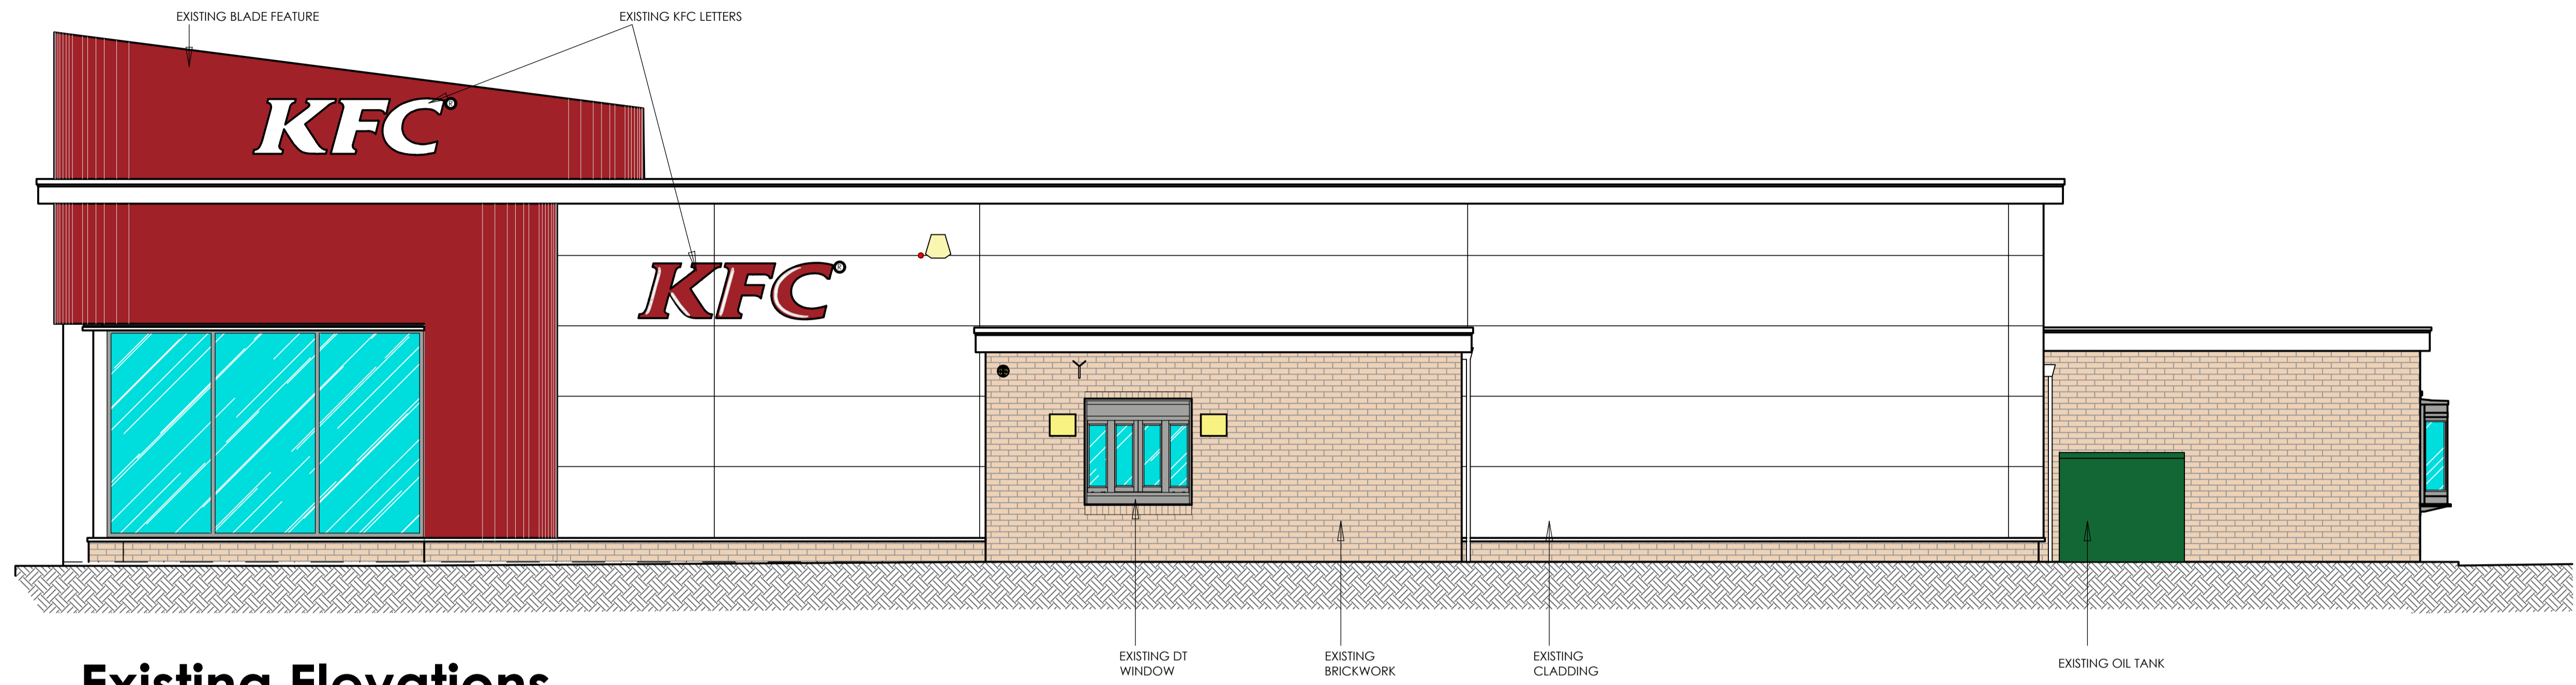 EXISTING BLADE FEATURE
EXISTING KFC LETTERS
KFC®
KFC®
EXISTING DT
WINDOW
EXISTING
BRICKWORK
EXISTING
CLADDING
EXISTING OIL TANK
Existing Elevations